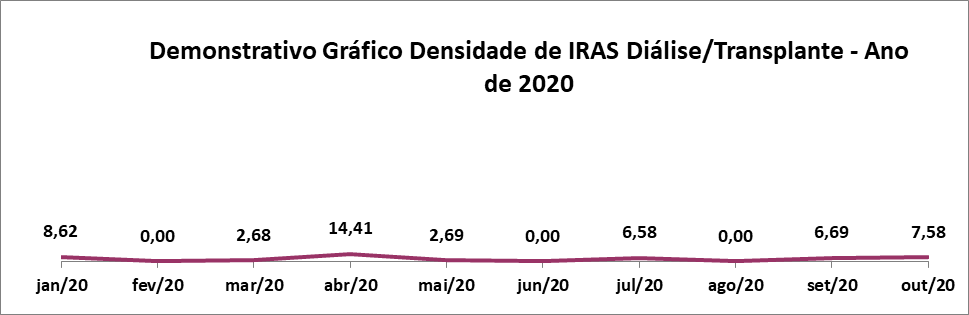 Demonstrativo Gráfico Densidade de IRAS Diálise/Transplante - Ano
de 2020
8,62 0,00 2,68 14,41 2,69 0,00 6,58 0,00 6,69 7,58
jan/20 fev/20 mar/20 abr/20 mai/20 jun/20 jul/20 ago/20 set/20 out/20